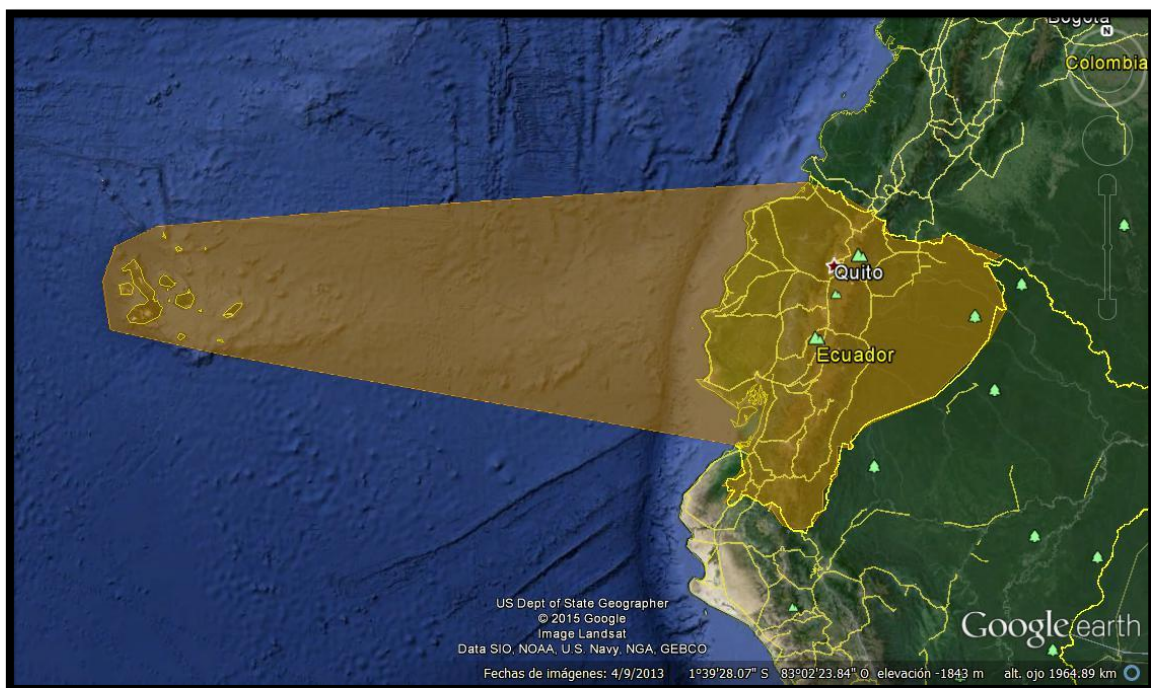 Bogota
N
Colombia
Quito
Ecuador
US Dept of State Geographer
© 2015 Google
Image Landsat
Data SIO, NOAA, U.S. Navy, NGA, GEBCO
Google earth
Fechas de imágenes: 4/9/2013 1°39'28.07" S 83°02'23.84" O elevación -1843 m alt. ojo 1964.89 km